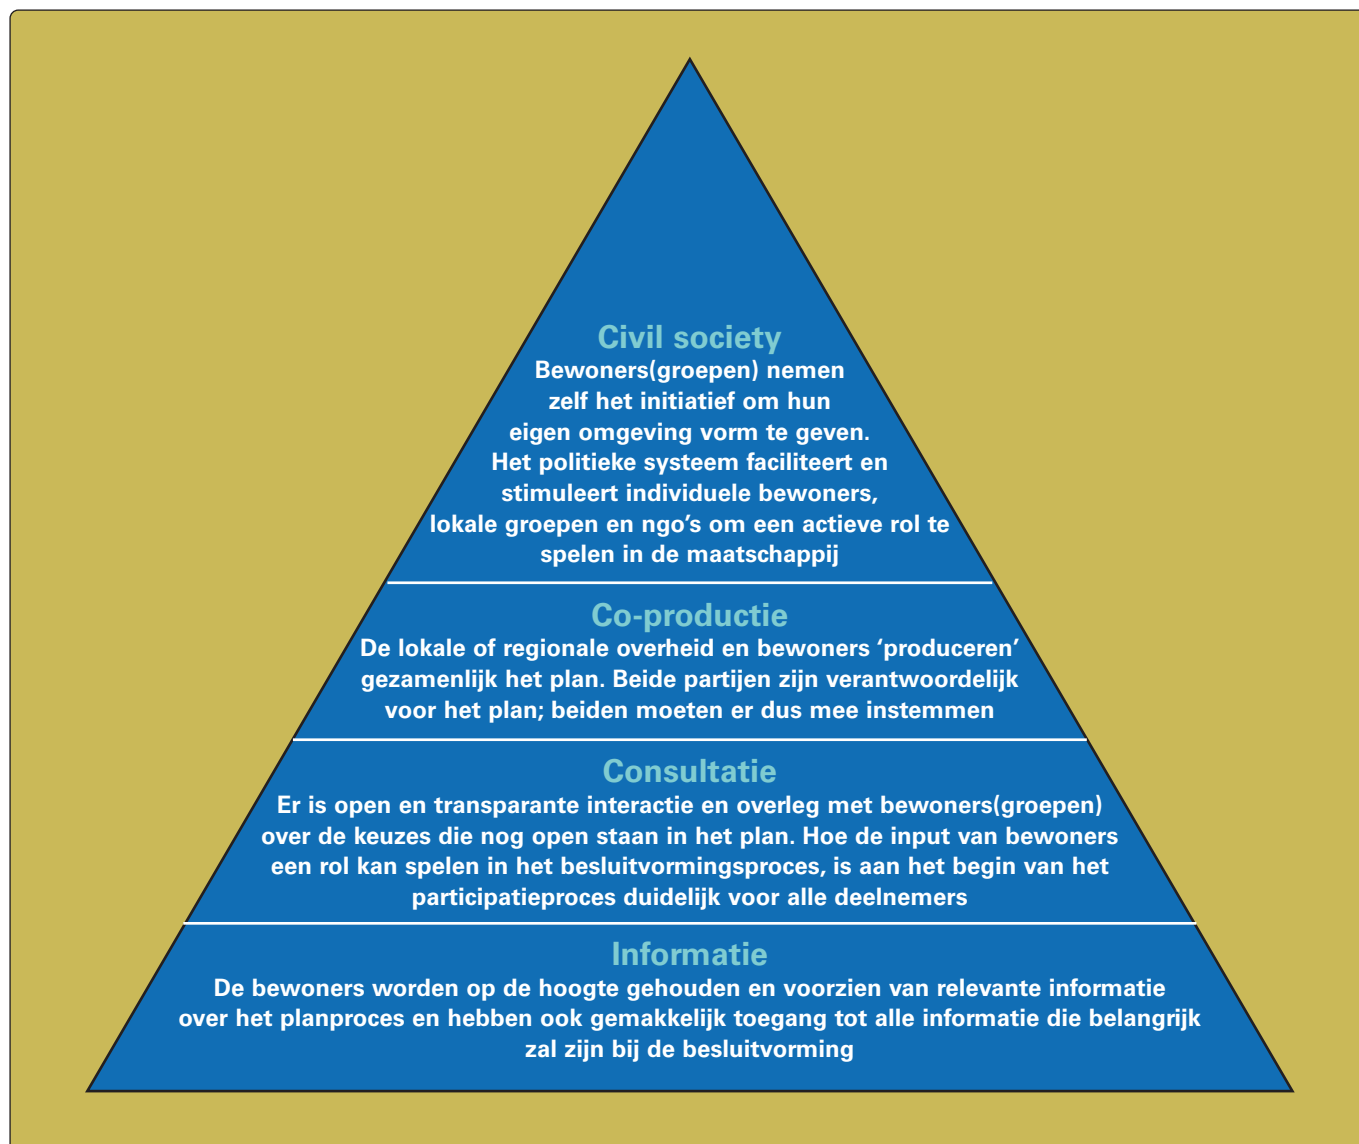 Civil society
Bewoners(groepen) nemen
zelf het initiatief om hun
eigen omgeving vorm te geven.
Het politieke systeem faciliteert en
stimuleert individuele bewoners,
lokale groepen en ngo's om een actieve rol te
spelen in de maatschappij
Co-productie
De lokale of regionale overheid en bewoners ‘produceren’
gezamenlijk het plan. Beide partijen zijn verantwoordelijk
voor het plan; beiden moeten er dus mee instemmen
Consultatie
Er is open en transparante interactie en overleg met bewoners(groepen)
over de keuzes die nog open staan in het plan. Hoe de input van bewoners
een rol kan spelen in het besluitvormingsproces, is aan het begin van het
participatieproces duidelijk voor alle deelnemers
Informatie
De bewoners worden op de hoogte gehouden en voorzien van relevante informatie
over het planproces en hebben ook gemakkelijk toegang tot alle informatie die belangrijk
zal zijn bij de besluitvorming